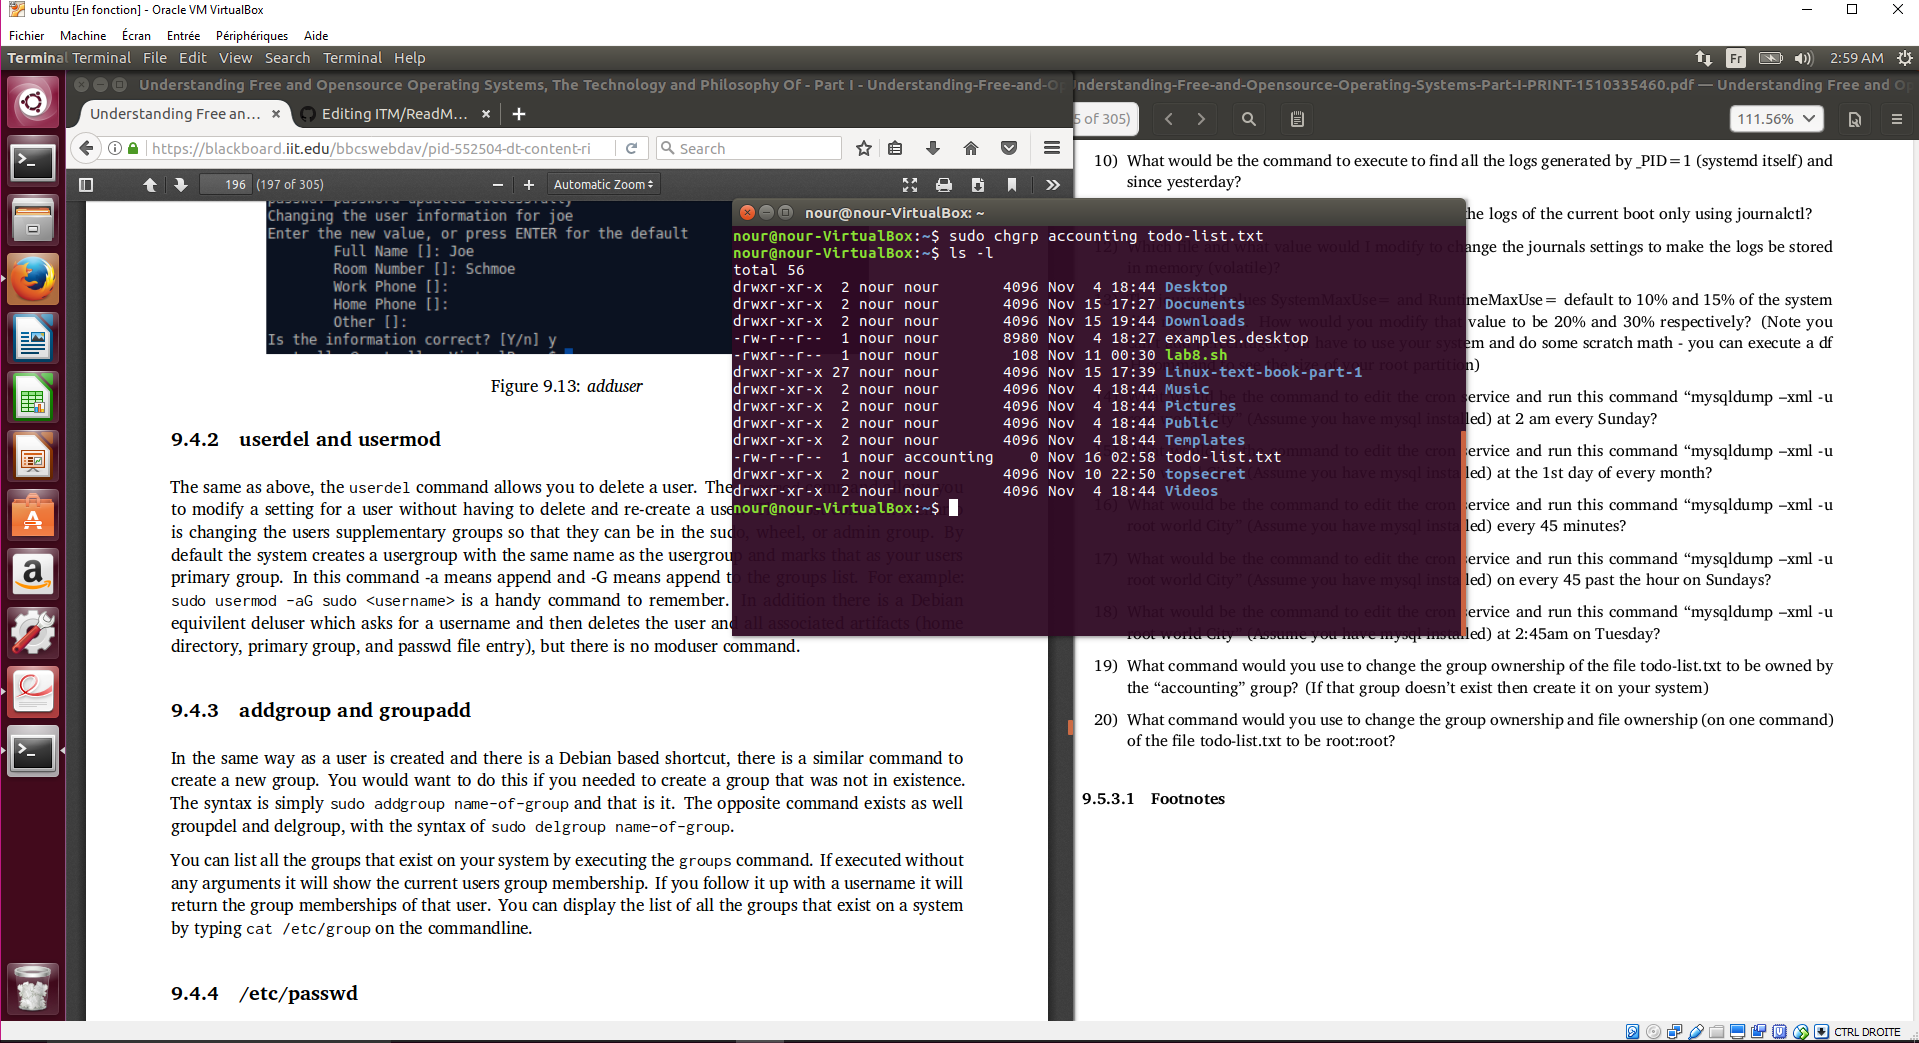 ubuntu [En fonction] - Oracle VM VirtualBox
Fichier Machine Écran Entrée Périphériques Aide
Terminal Terminal File Edit View Search Terminal Help
Fr 2:59 AM
Understanding Free and Opensource Operating Systems, The Technology and Philosophy Of - Part I - Understanding-Free-and-Op
Understanding Free an... × Editing ITM/ReadM... × +
https://blackboard.iit.edu/bbcswebdav/pid-552504-dt-content-ri
Search
196 (197 of 305) Automatic Zoom
Changing the user information for joe
Enter the new value, or press ENTER for the default
Full Name []: Joe
Room Number []: Schmoe
Work Phone []:
Home Phone []:
Other []:
Is the information correct? [Y/n] y
Figure 9.13: adduser
9.4.2 userdel and usermod
The same as above, the userdel command allows you to delete a user. The
to modify a setting for a user without having to delete and re-create a
is changing the users supplementary groups so that they can be in the sudo, wheel, or admin group. By
default the system creates a usergroup with the same name as the usergroup and marks that as your users
primary group. In this command -a means append and -G means append to the groups list. For example:
sudo usermod -aG sudo <username> is a handy command to remember. In addition there is a Debian
equivilent deluser which asks for a username and then deletes the user and all associated artifacts (home
directory, primary group, and passwd file entry), but there is no moduser command.
9.4.3 addgroup and groupadd
In the same way as a user is created and there is a Debian based shortcut, there is a similar command to
create a new group. You would want to do this if you needed to create a group that was not in existence.
The syntax is simply sudo addgroup name-of-group and that is it. The opposite command exists as well
groupdel and delgroup, with the syntax of sudo delgroup name-of-group.
You can list all the groups that exist on your system by executing the groups command. If executed without
any arguments it will show the current users group membership. If you follow it up with a username it will
return the group memberships of that user. You can display the list of all the groups that exist on a system
by typing cat /etc/group on the commandline.
9.4.4 /etc/passwd
nour@nour-VirtualBox: ~
nour@nour-VirtualBox:~$ sudo chgrp accounting todo-list.txt
nour@nour-VirtualBox:~$ ls -l
total 56
drwxr-xr-x 2 nour nour 4096 Nov 4 18:44 Desktop
drwxr-xr-x 2 nour nour 4096 Nov 15 17:27 Documents
drwxr-xr-x 2 nour nour 4096 Nov 15 19:44 Downloads
-rw-r--r-- 1 nour nour 8980 Nov 4 18:27 examples.desktop
-rwxr--r-- 1 nour nour 108 Nov 11 00:30 lab8.sh
drwxr-xr-x 27 nour nour 4096 Nov 15 17:39 Linux-text-book-part-1
drwxr-xr-x 2 nour nour 4096 Nov 4 18:44 Music
drwxr-xr-x 2 nour nour 4096 Nov 4 18:44 Pictures
drwxr-xr-x 2 nour nour 4096 Nov 4 18:44 Public
drwxr-xr-x 2 nour nour 4096 Nov 4 18:44 Templates
-rw-r--r-- 1 nour accounting 0 Nov 16 02:58 todo-list.txt
drwxr-xr-x 2 nour nour 4096 Nov 10 22:50 topsecret
drwxr-xr-x 2 nour nour 4096 Nov 4 18:44 Videos
nour@nour-VirtualBox:~$
nderstanding-Free-and-Opensource-Operating-Systems-Part-I-PRINT-1510335460.pdf — Understanding Free and O
5 of 305) 111.56%
10) What would be the command to execute to find all the logs generated by _PID=1 (systemd itself) and
since yesterday?
the logs of the current boot only using journalctl?
12) Which file and what value would I modify to change the journals settings to make the logs be stored
in memory (volatile)?
values SystemMaxUse= and RuntimeMaxUse= default to 10% and 15% of the system
How would you modify that value to be 20% and 30% respectively? (Note you
have to use your system and do some scratch math - you can execute a df
root partition)
be the command to edit the cron service and run this command “mysqldump –xml -u
City” (Assume you have mysql installed) at 2 am every Sunday?
service and run this command “mysqldump –xml -u
led) at the 1st day of every month?
16) What would be the command to edit the cron service and run this command “mysqldump –xml -u
root world City” (Assume you have mysql installed) every 45 minutes?
17) What would be the command to edit the cron service and run this command “mysqldump –xml -u
root world City” (Assume you have mysql installed) on every 45 past the hour on Sundays?
18) What would be the command to edit the cron service and run this command “mysqldump –xml -u
root world City” (Assume you have mysql installed) at 2:45am on Tuesday?
19) What command would you use to change the group ownership of the file todo-list.txt to be owned by
the “accounting” group? (If that group doesn’t exist then create it on your system)
20) What command would you use to change the group ownership and file ownership (on one command)
of the file todo-list.txt to be root:root?
9.5.3.1 Footnotes
CTRL DROITE